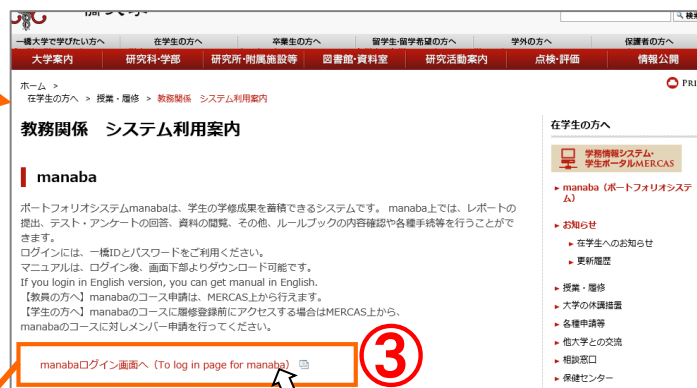 検索
一橋大学で学びたい方へ 在学生の方へ 卒業生の方へ 留学生・留学希望の方へ 学外の方へ 保護者の方へ
大学案内 研究科・学部 研究所・附属施設等 図書館・資料室 研究活動案内 点検・評価 情報公開
ホーム >
在学生の方へ > 授業・履修 > 教務関係 システム利用案内
PRI
教務関係 システム利用案内
manaba
ポートフォリオシステムmanabaは、学生の学修成果を蓄積できるシステムです。 manaba上では、レポートの
提出、テスト・アンケートの回答、資料の閲覧、その他、ルールブックの内容確認や各種手続等を行うことがで
きます。
ログインには、一橋IDとパスワードをご利用ください。
マニュアルは、ログイン後、画面下部よりダウンロード可能です。
If you login in English version, you can get manual in English.
【教員の方へ】manabaのコース申請は、MERCAS上から行えます。
【学生の方へ】manabaのコースに履修登録前にアクセスする場合はMERCAS上から、
manabaのコースに対しメンバー申請を行ってください。
manabaログイン画面へ（To log in page for manaba）
③
在学生の方へ
学務情報システム・
学生ポータルMERCAS
manaba（ポートフォリオシステ
ム）
お知らせ
在学生へのお知らせ
更新履歴
授業・履修
大学の休講措置
各種申請等
他大学との交流
相談窓口
保健センター